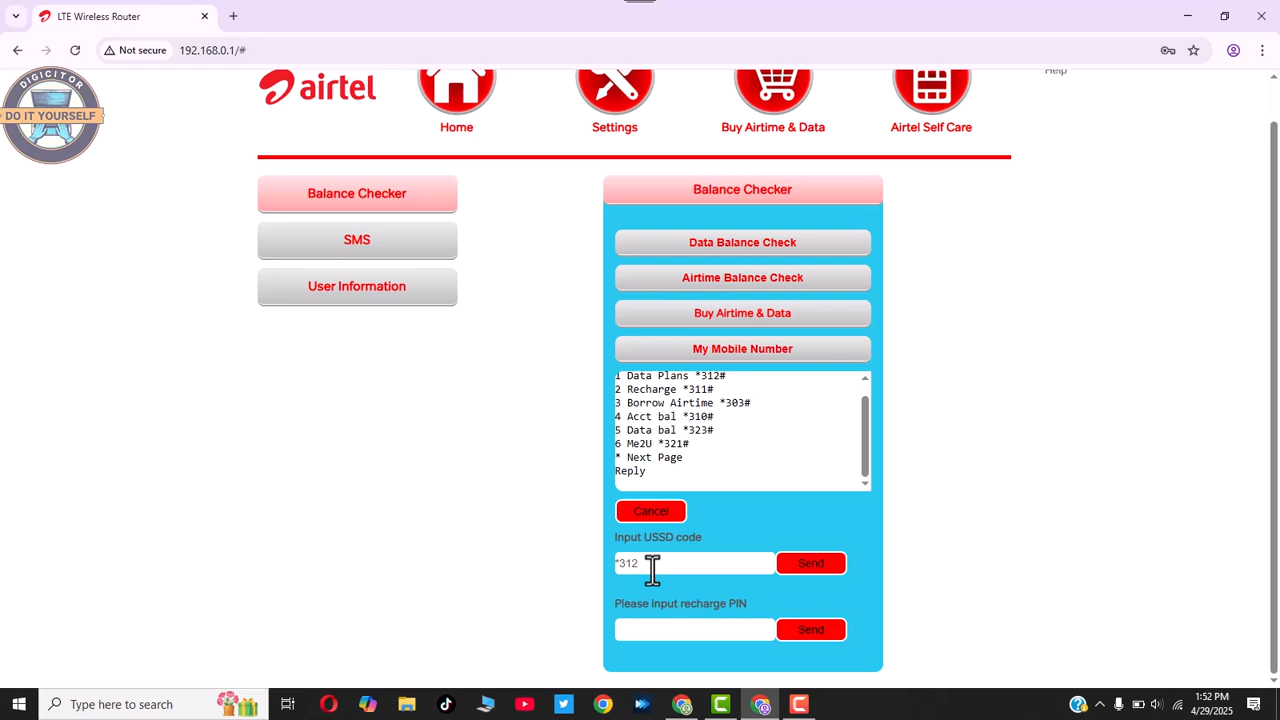 LTE Wireless Router
Not secure
192.168.0.1/#
DIGICITOR
DO IT YOURSELF
airtel
Home
Settings
Buy Airtime & Data
Airtel Self Care
Help
Balance Checker
SMS
User Information
Balance Checker
Data Balance Check
Airtime Balance Check
Buy Airtime & Data
My Mobile Number
1 Data Plans *312#
2 Recharge *311#
3 Borrow Airtime *303#
4 Acct bal *310#
5 Data bal *323#
6 Me2U *321#
* Next Page
Reply
Cancel
Input USSD code
*312
Send
Please input recharge PIN
Send
Type here to search
1:52 PM
4/29/2025